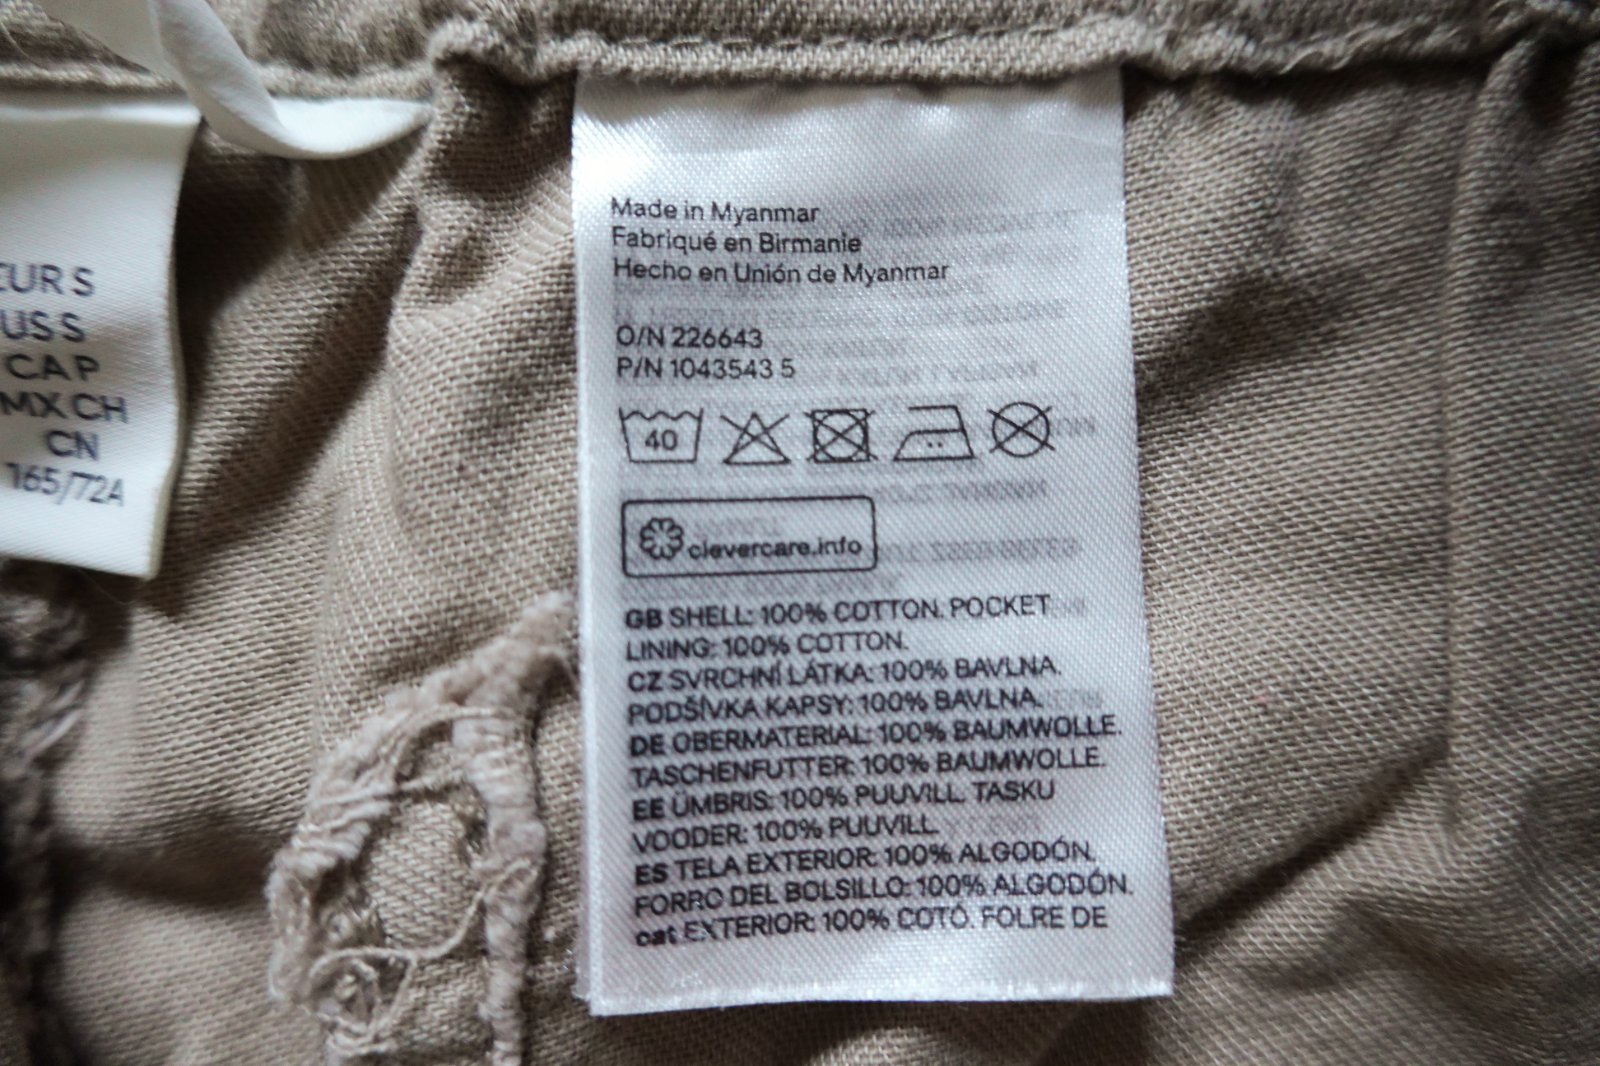 EUR S
US S
CA P
MX CH
CN
165/72A
Made in Myanmar
Fabriqué en Birmanie
Hecho en Unión de Myanmar
O/N 226643
P/N 1043543 5
40
clevercare.info
GB SHELL: 100% COTTON. POCKET
LINING: 100% COTTON.
CZ SVRCHNÍ LÁTKA: 100% BAVLNA.
PODŠÍVKA KAPSY: 100% BAVLNA.
DE OBERMATERIAL: 100% BAUMWOLLE.
TASCHENFUTTER: 100% BAUMWOLLE.
EE ÜMBRIS: 100% PUUVILL. TASKU
VOODER: 100% PUUVILL.
ES TELA EXTERIOR: 100% ALGODÓN.
FORRO DEL BOLSILLO: 100% ALGODÓN.
cat EXTERIOR: 100% COTÓ. FOLRE DE